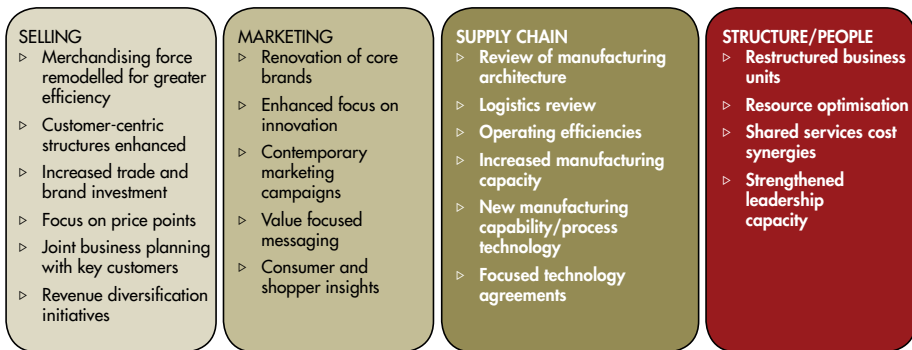 SELLING
▹ Merchandising force
remodelled for greater
efficiency
▹ Customer-centric
structures enhanced
▹ Increased trade and
brand investment
▹ Focus on price points
▹ Joint business planning
with key customers
▹ Revenue diversification
initiatives
MARKETING
▹ Renovation of core
brands
▹ Enhanced focus on
innovation
▹ Contemporary
marketing
campaigns
▹ Value focused
messaging
▹ Consumer and
shopper insights
SUPPLY CHAIN
▹ Review of manufacturing
architecture
▹ Logistics review
▹ Operating efficiencies
▹ Increased manufacturing
capacity
▹ New manufacturing
capability/process
technology
▹ Focused technology
agreements
STRUCTURE/PEOPLE
▹ Restructured business
units
▹ Resource optimisation
▹ Shared services cost
synergies
▹ Strengthened
leadership
capacity